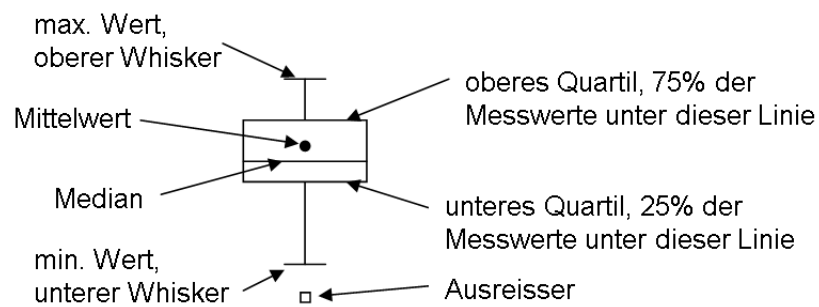 max. Wert,
oberer Whisker
oberes Quartil, 75% der
Messwerte unter dieser Linie
Mittelwert
Median
unteres Quartil, 25% der
Messwerte unter dieser Linie
min. Wert,
unterer Whisker
Ausreisser